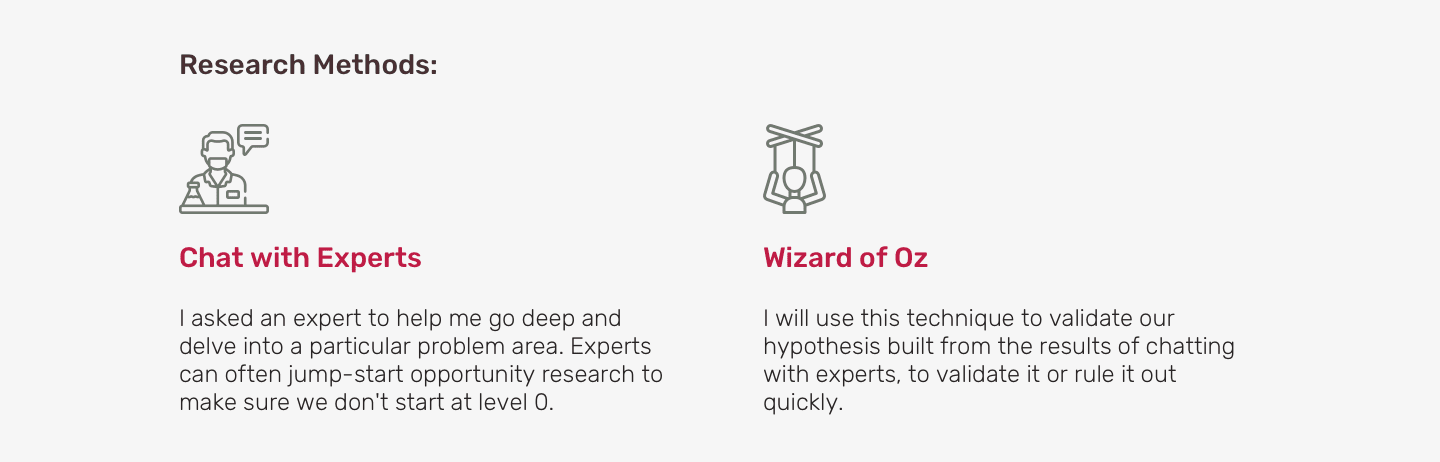 Research Methods:
Chat with Experts
I asked an expert to help me go deep and
delve into a particular problem area. Experts
can often jump-start opportunity research to
make sure we don't start at level 0.
Wizard of Oz
I will use this technique to validate our
hypothesis built from the results of chatting
with experts, to validate it or rule it out
quickly.